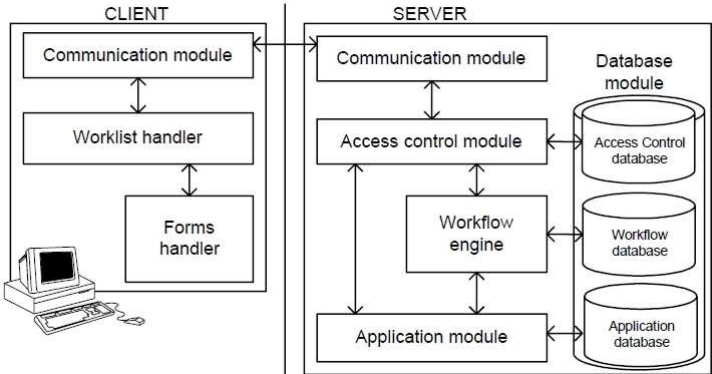 CLIENT
Communication module
Worklist handler
Forms
handler
SERVER
Communication module
Access control module
Workflow
engine
Application module
Database
module
Access Control
database
Workflow
database
Application
database